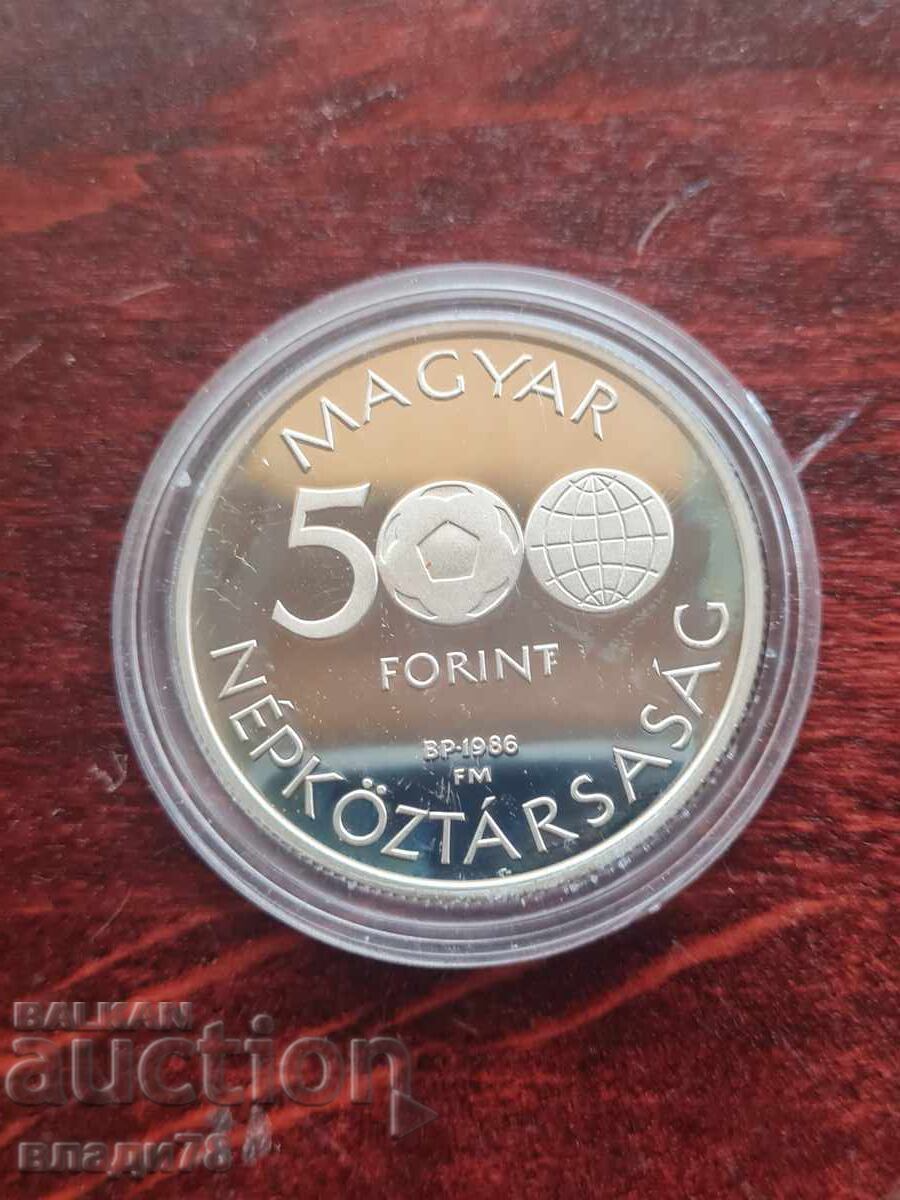 MAGYAR
500
FORINT
BP·1986
FM
NÉPKÖZTÁRSASÁG
BALKAN
auction
влади78